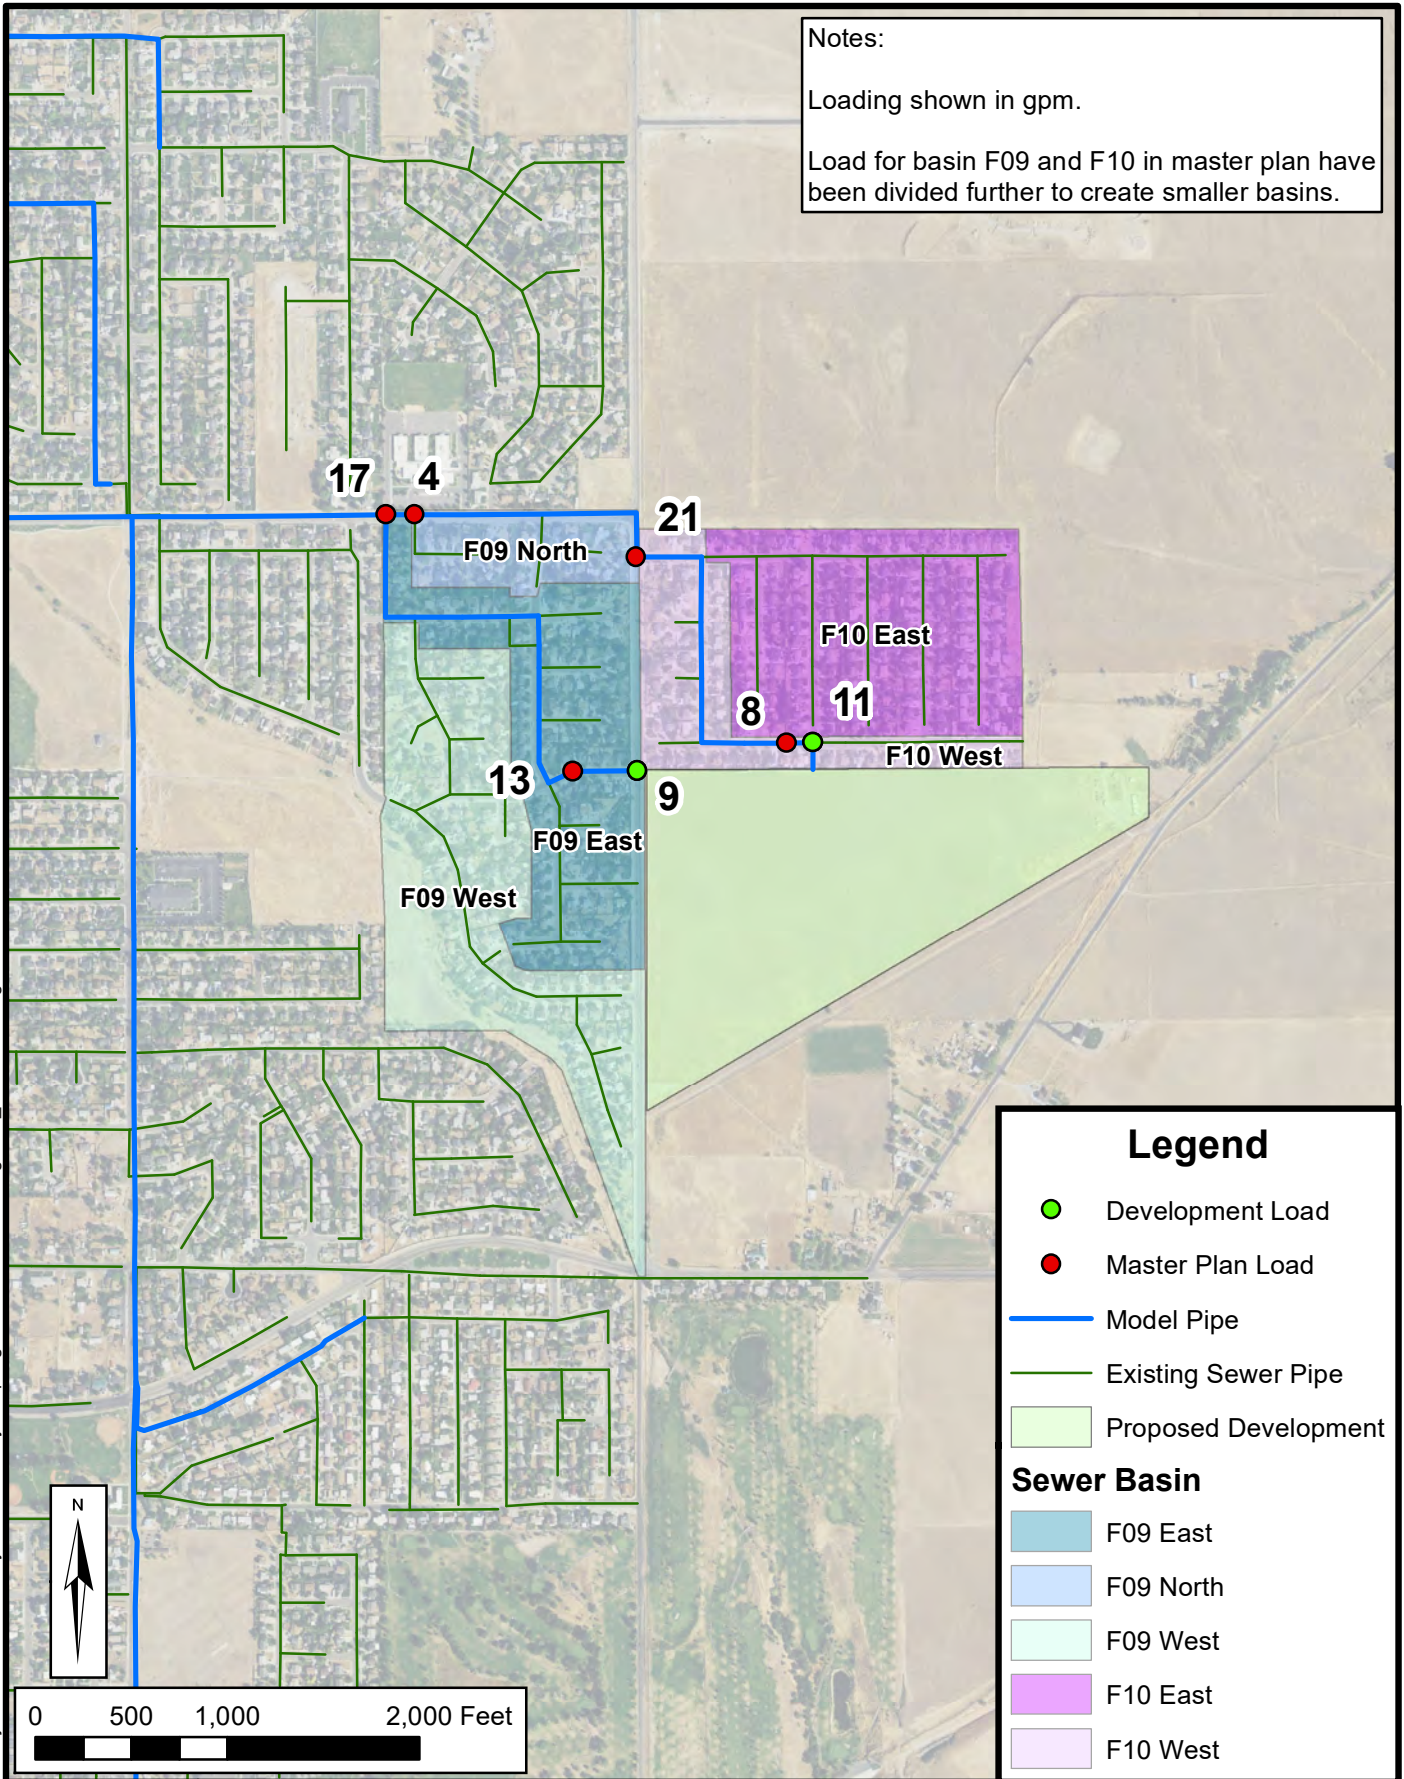 Notes:
Loading shown in gpm.
Load for basin F09 and F10 in master plan have
been divided further to create smaller basins.
17
4
21
F09 North
F10 East
8
11
F10 West
13
9
F09 East
F09 West
Legend
Development Load
Master Plan Load
Model Pipe
Existing Sewer Pipe
Proposed Development
Sewer Basin
F09 East
F09 North
F09 West
F10 East
F10 West
N
0 500 1,000 2,000 Feet